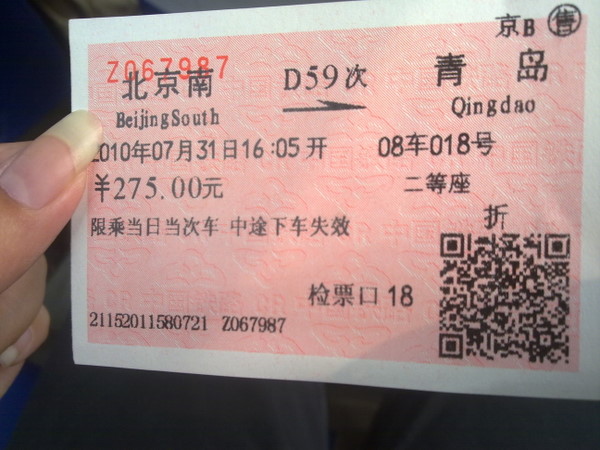 京B 售
Z067987
北京南 D59次 青岛
BeijingSouth Qingdao
2010年07月31日16:05开 08车018号
¥275.00元 二等座
限乘当日当次车 中途下车失效
折
检票口 18
21152011580721 Z067987